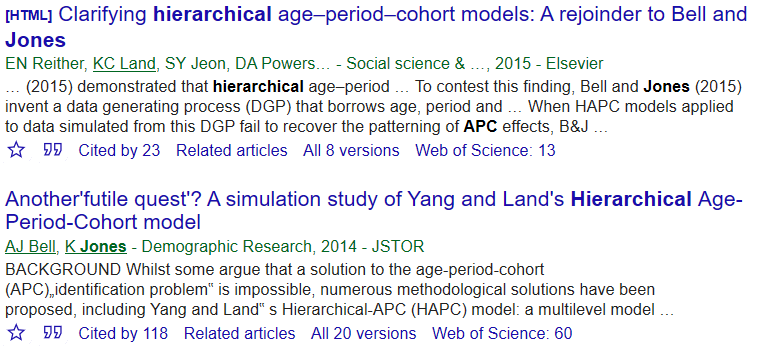 [HTML] Clarifying hierarchical age–period–cohort models: A rejoinder to Bell and
Jones
EN Reither, KC Land, SY Jeon, DA Powers… - Social science & …, 2015 - Elsevier
… (2015) demonstrated that hierarchical age–period … To contest this finding, Bell and Jones (2015)
invent a data generating process (DGP) that borrows age, period and … When HAPC models applied
to data simulated from this DGP fail to recover the patterning of APC effects, B&J …
Cited by 23 Related articles All 8 versions Web of Science: 13
Another'futile quest'? A simulation study of Yang and Land's Hierarchical Age-
Period-Cohort model
AJ Bell, K Jones - Demographic Research, 2014 - JSTOR
BACKGROUND Whilst some argue that a solution to the age-period-cohort
(APC)„identification problem‟ is impossible, numerous methodological solutions have been
proposed, including Yang and Land‟ s Hierarchical-APC (HAPC) model: a multilevel model …
Cited by 118 Related articles All 20 versions Web of Science: 60